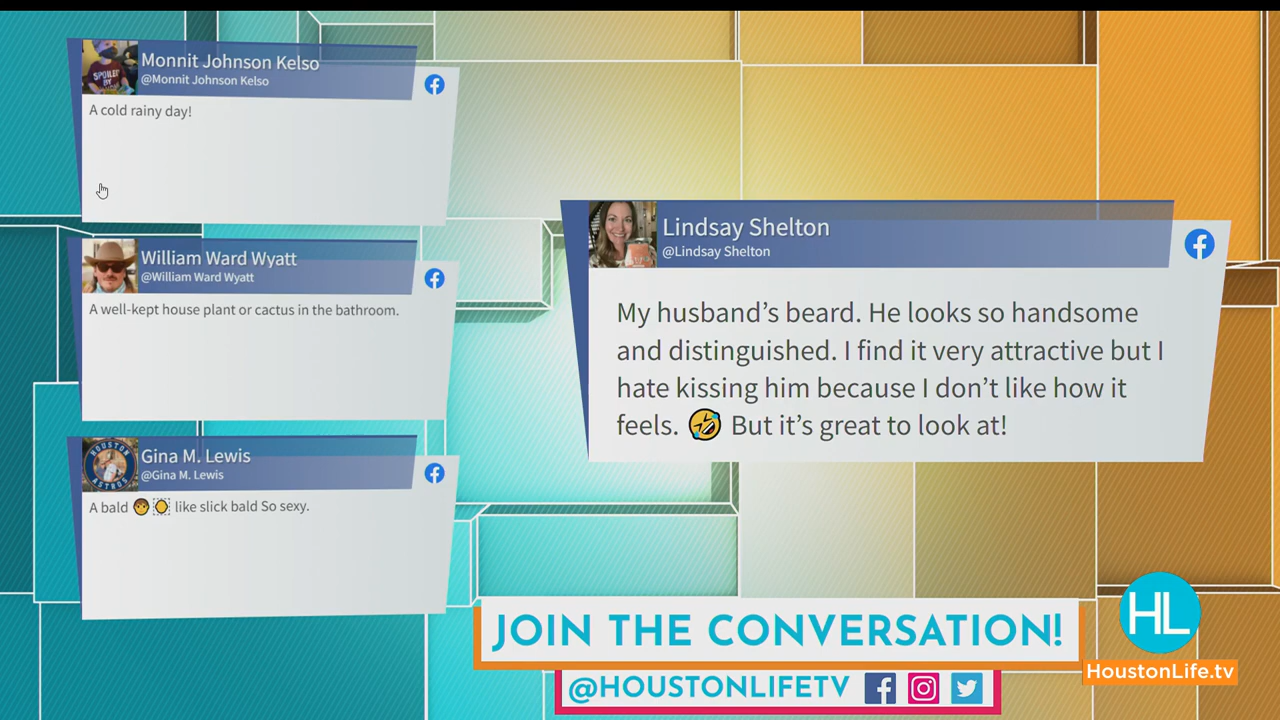 Monnit Johnson Kelso
@Monnit Johnson Kelso
A cold rainy day!
William Ward Wyatt
@William Ward Wyatt
A well-kept house plant or cactus in the bathroom.
HOUSTON
ASTROS
Gina M. Lewis
@Gina M. Lewis
A bald 👨🟡 like slick bald So sexy.
Lindsay Shelton
@Lindsay Shelton
My husband’s beard. He looks so handsome
and distinguished. I find it very attractive but I
hate kissing him because I don’t like how it
feels. 🤣 But it’s great to look at!
JOIN THE CONVERSATION!
@HOUSTONLIFETV
HL
HoustonLife.tv